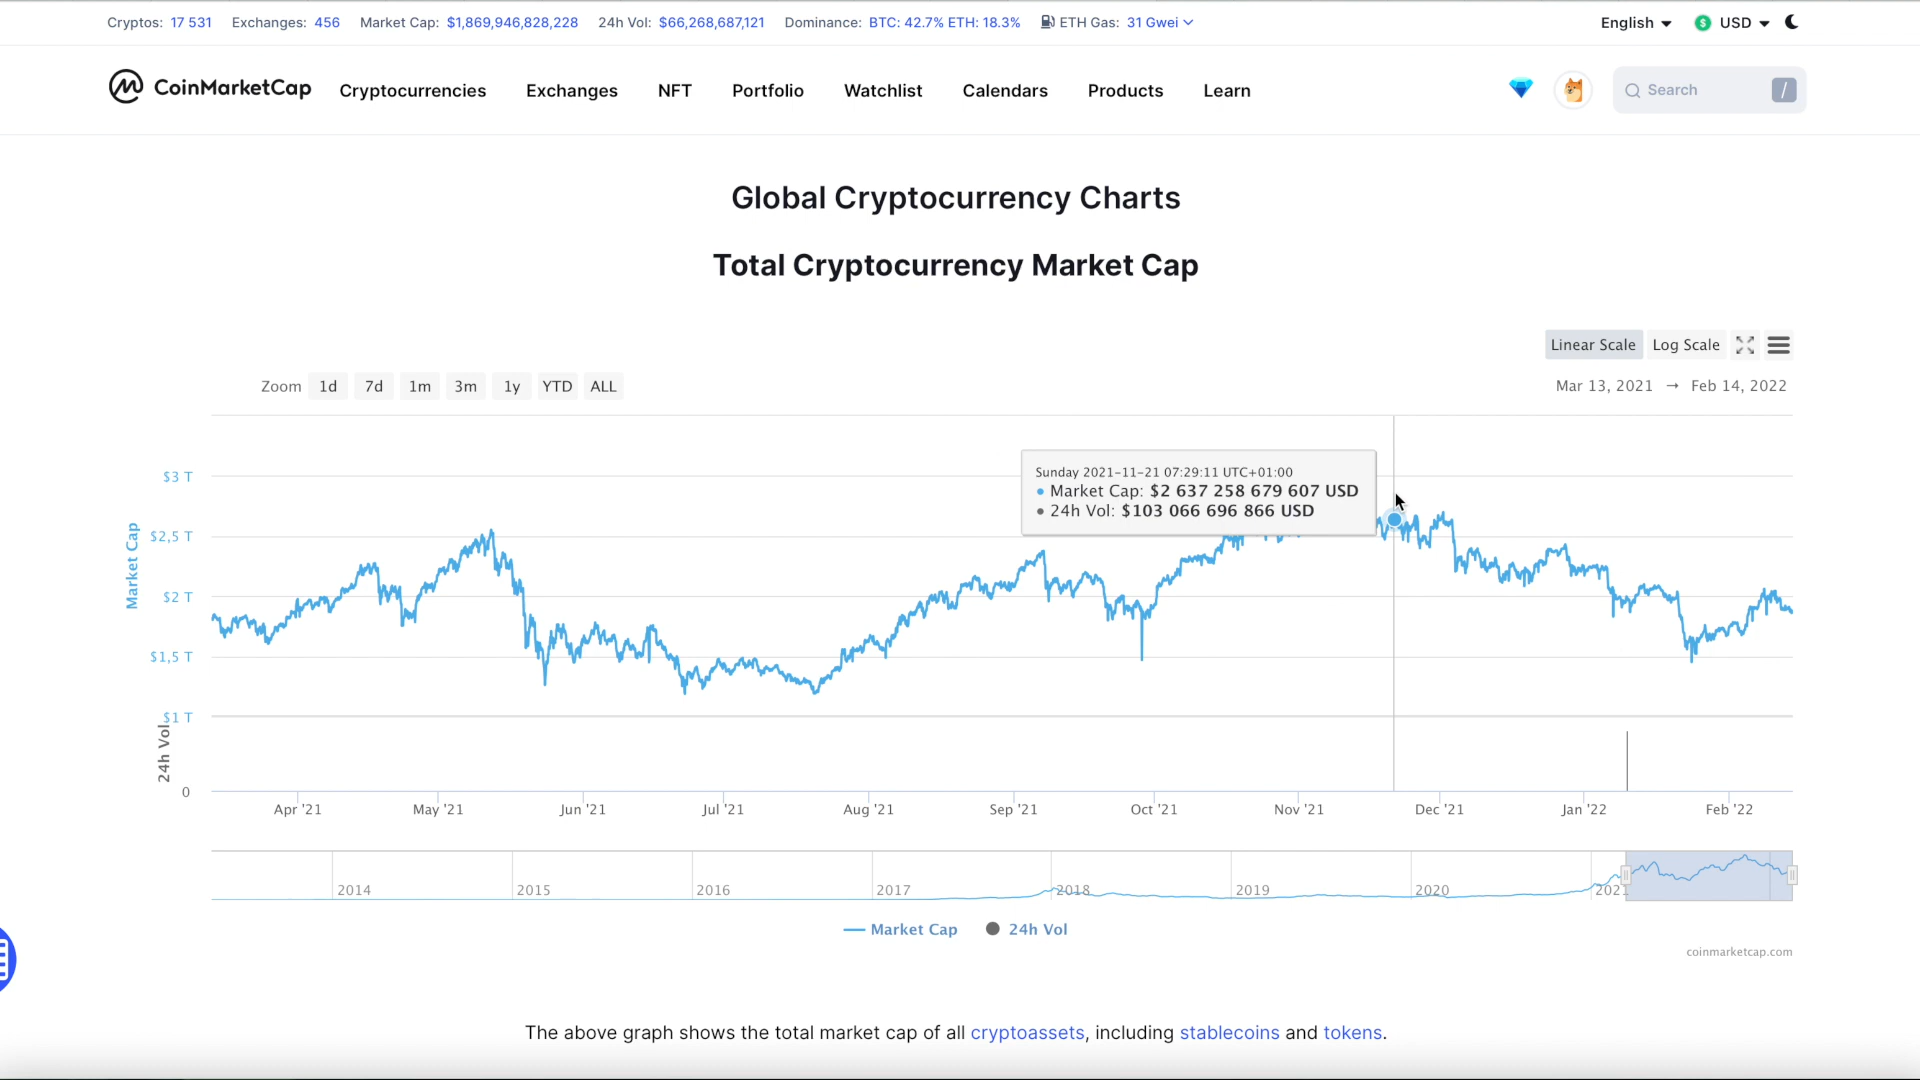 Cryptos: 17 531 Exchanges: 456 Market Cap: $1,869,946,828,228 24h Vol: $66,268,687,121 Dominance: BTC: 42.7% ETH: 18.3% ETH Gas: 31 Gwei English USD
CoinMarketCap Cryptocurrencies Exchanges NFT Portfolio Watchlist Calendars Products Learn Search /
Global Cryptocurrency Charts
Total Cryptocurrency Market Cap
Linear Scale Log Scale
Zoom 1d 7d 1m 3m 1y YTD ALL Mar 13, 2021 → Feb 14, 2022
Sunday 2021-11-21 07:29:11 UTC+01:00
Market Cap: $2 637 258 679 607 USD
24h Vol: $103 066 696 866 USD
$3 T
$2,5 T
$2 T
$1,5 T
$1 T
0
Market Cap
24h Vol
Apr '21 May '21 Jun '21 Jul '21 Aug '21 Sep '21 Oct '21 Nov '21 Dec '21 Jan '22 Feb '22
2014 2015 2016 2017 2018 2019 2020 2021
Market Cap 24h Vol
coinmarketcap.com
The above graph shows the total market cap of all cryptoassets, including stablecoins and tokens.